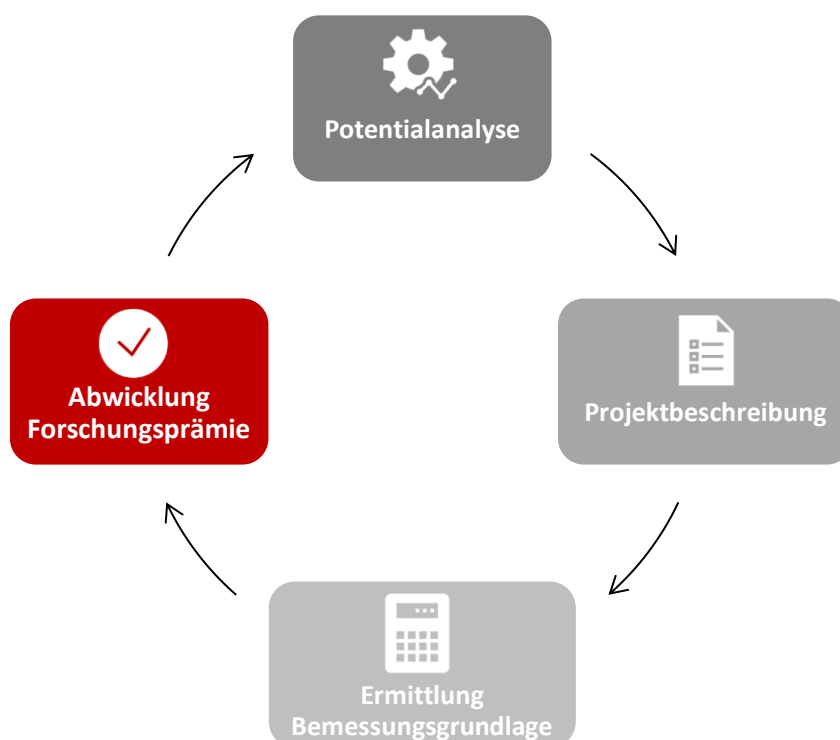 Potentialanalyse
Projektbeschreibung
Ermittlung
Bemessungsgrundlage
Abwicklung
Forschungsprämie